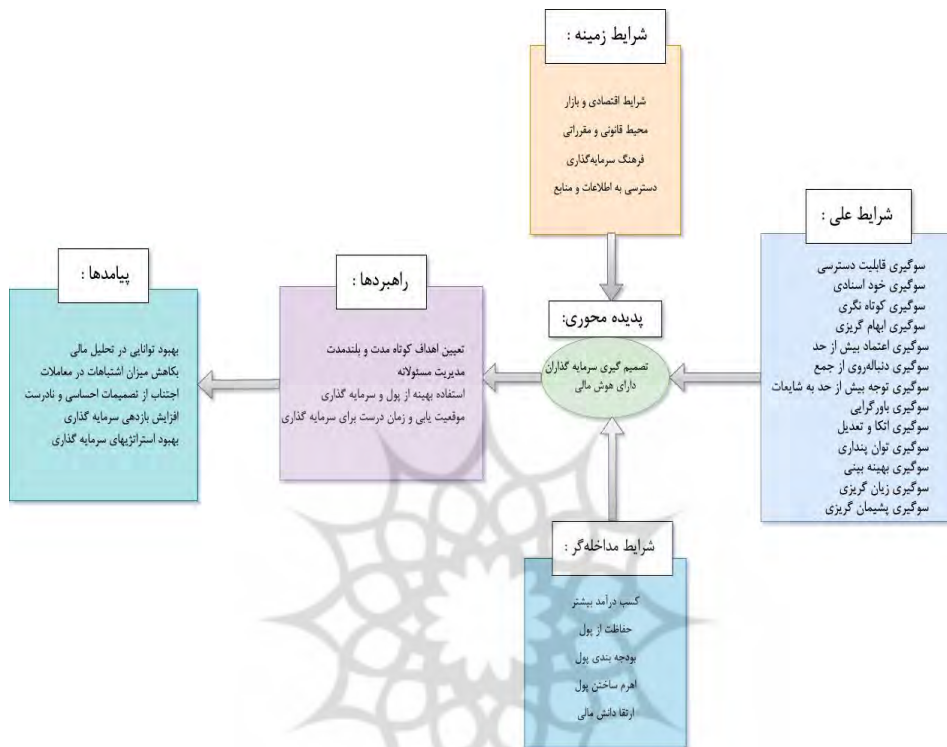 شرایط زمینه :
شرایط اقتصادی و بازار
محیط قانونی و مقرراتی
فرهنگ سرمایه‌گذاری
دسترسی به اطلاعات و منابع
شرایط علی :
سوگیری قابلیت دسترسی
سوگیری خود اسنادی
سوگیری کوتاه نگری
سوگیری ابهام گریزی
سوگیری اعتماد بیش از حد
سوگیری دنباله‌روی از جمع
سوگیری توجه بیش از حد به شایعات
سوگیری باورگرایی
سوگیری اتکا و تعدیل
سوگیری توان پنداری
سوگیری بهینه بینی
سوگیری زیان گریزی
سوگیری پشیمان گریزی
پدیده محوری:
تصمیم گیری سرمایه گذاران
دارای هوش مالی
راهبردها :
تعیین اهداف کوتاه مدت و بلندمدت
مدیریت مسئولانه
استفاده بهینه از پول و سرمایه گذاری
موقعیت یابی و زمان درست برای سرمایه گذاری
پیامدها :
بهبود توانایی در تحلیل مالی
بکاهش میزان اشتباهات در معاملات
اجتناب از تصمیمات احساسی و نادرست
افزایش بازدهی سرمایه گذاری
بهبود استراتژیهای سرمایه گذاری
شرایط مداخله‌گر :
کسب درآمد بیشتر
حفاظت از پول
بودجه بندی پول
اهرم ساختن پول
ارتقا دانش مالی